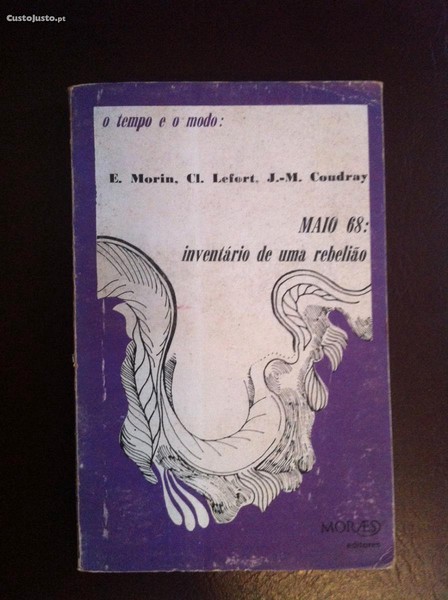 CustoJusto.pt
o tempo e o modo:
E. Morin, Cl. Lefort, J.-M. Coudray
MAIO 68:
inventário de uma rebelião
MORAES
editores